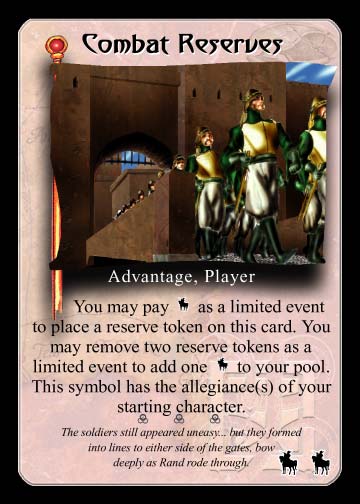 Combat Reserves
Advantage, Player
You may pay as a limited event
to place a reserve token on this card. You
may remove two reserve tokens as a
limited event to add one to your pool.
This symbol has the allegiance(s) of your
starting character.
The soldiers still appeared uneasy... but they formed
into lines to either side of the gates, bow
deeply as Rand rode through.